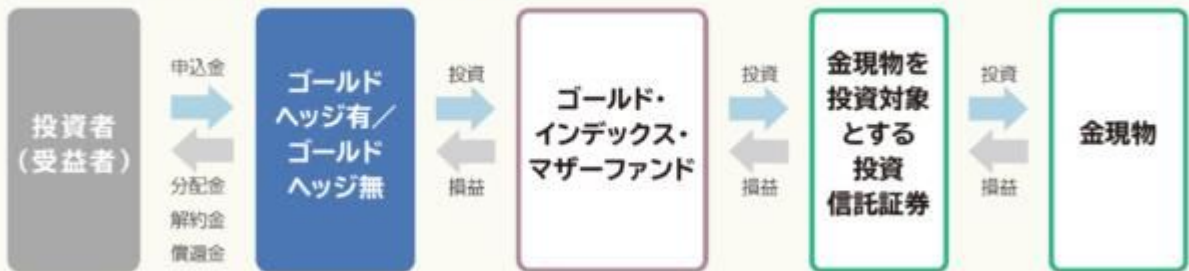 投資者
(受益者)
申込金
分配金
解約金
償還金
ゴールド
ヘッジ有/
ゴールド
ヘッジ無
投資
損益
ゴールド・
インデックス・
マザーファンド
投資
損益
金現物を
投資対象
とする
投資
信託証券
投資
損益
金現物